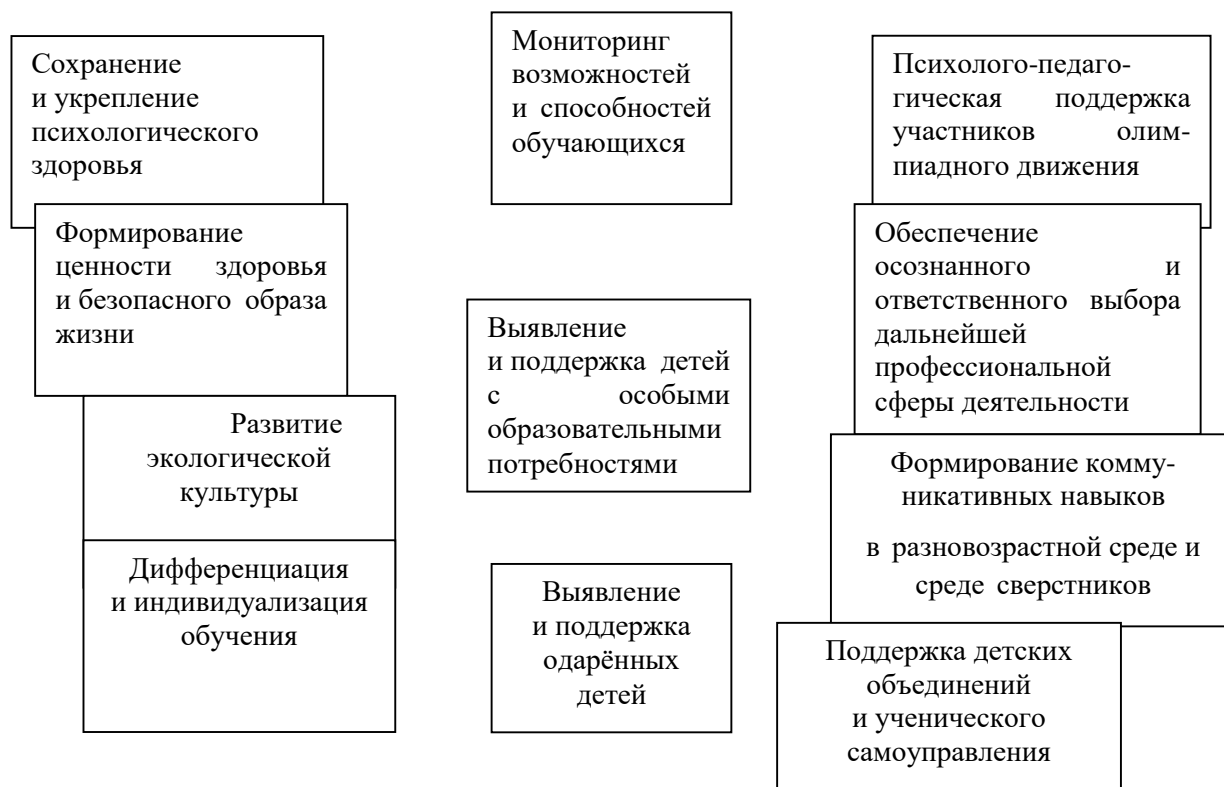 Сохранение
и укрепление
психологического
здоровья
Формирование
ценности здоровья
и безопасного образа
жизни
Развитие
экологической
культуры
Дифференциация
и индивидуализация
обучения
Мониторинг
возможностей
и способностей
обучающихся
Выявление
и поддержка детей
с особыми
образовательными
потребностями
Выявление
и поддержка
одарённых
детей
Психолого-педаго-
гическая поддержка
участников олим-
пиадного движения
Обеспечение
осознанного и
ответственного выбора
дальнейшей
профессиональной
сферы деятельности
Формирование комму-
никативных навыков
в разновозрастной среде и
среде сверстников
Поддержка детских
объединений
и ученического
самоуправления